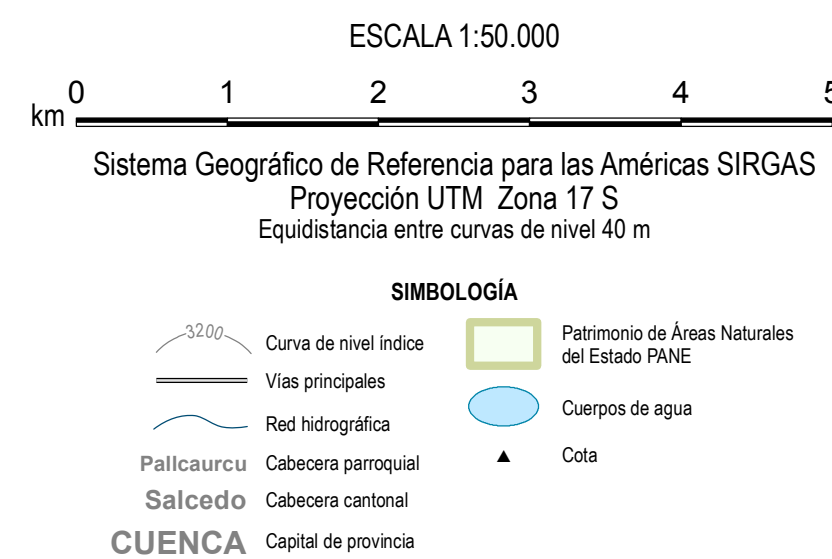 ESCALA 1:50.000
0 1 2 3 4 5
km
Sistema Geográfico de Referencia para las Américas SIRGAS
Proyección UTM Zona 17 S
Equidistancia entre curvas de nivel 40 m
SIMBOLOGÍA
3200 Curva de nivel índice
Vías principales
Red hidrográfica
Pallcaurcu Cabecera parroquial
Salcedo Cabecera cantonal
CUENCA Capital de provincia
Patrimonio de Áreas Naturales
del Estado PANE
Cuerpos de agua
Cota